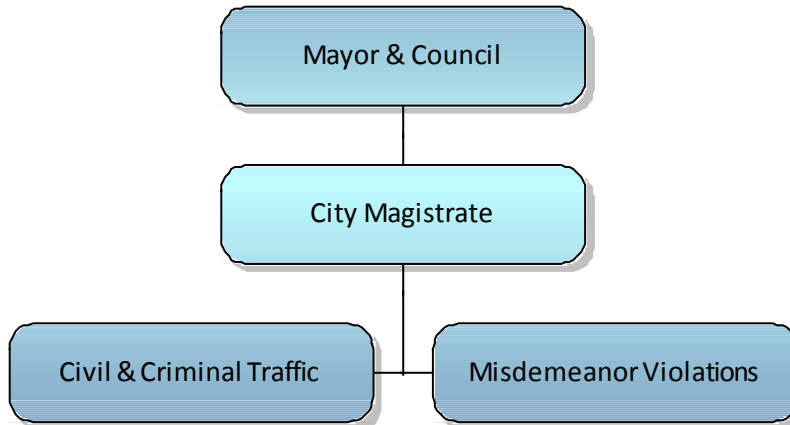 Mayor & Council
City Magistrate
Civil & Criminal Traffic
Misdemeanor Violations